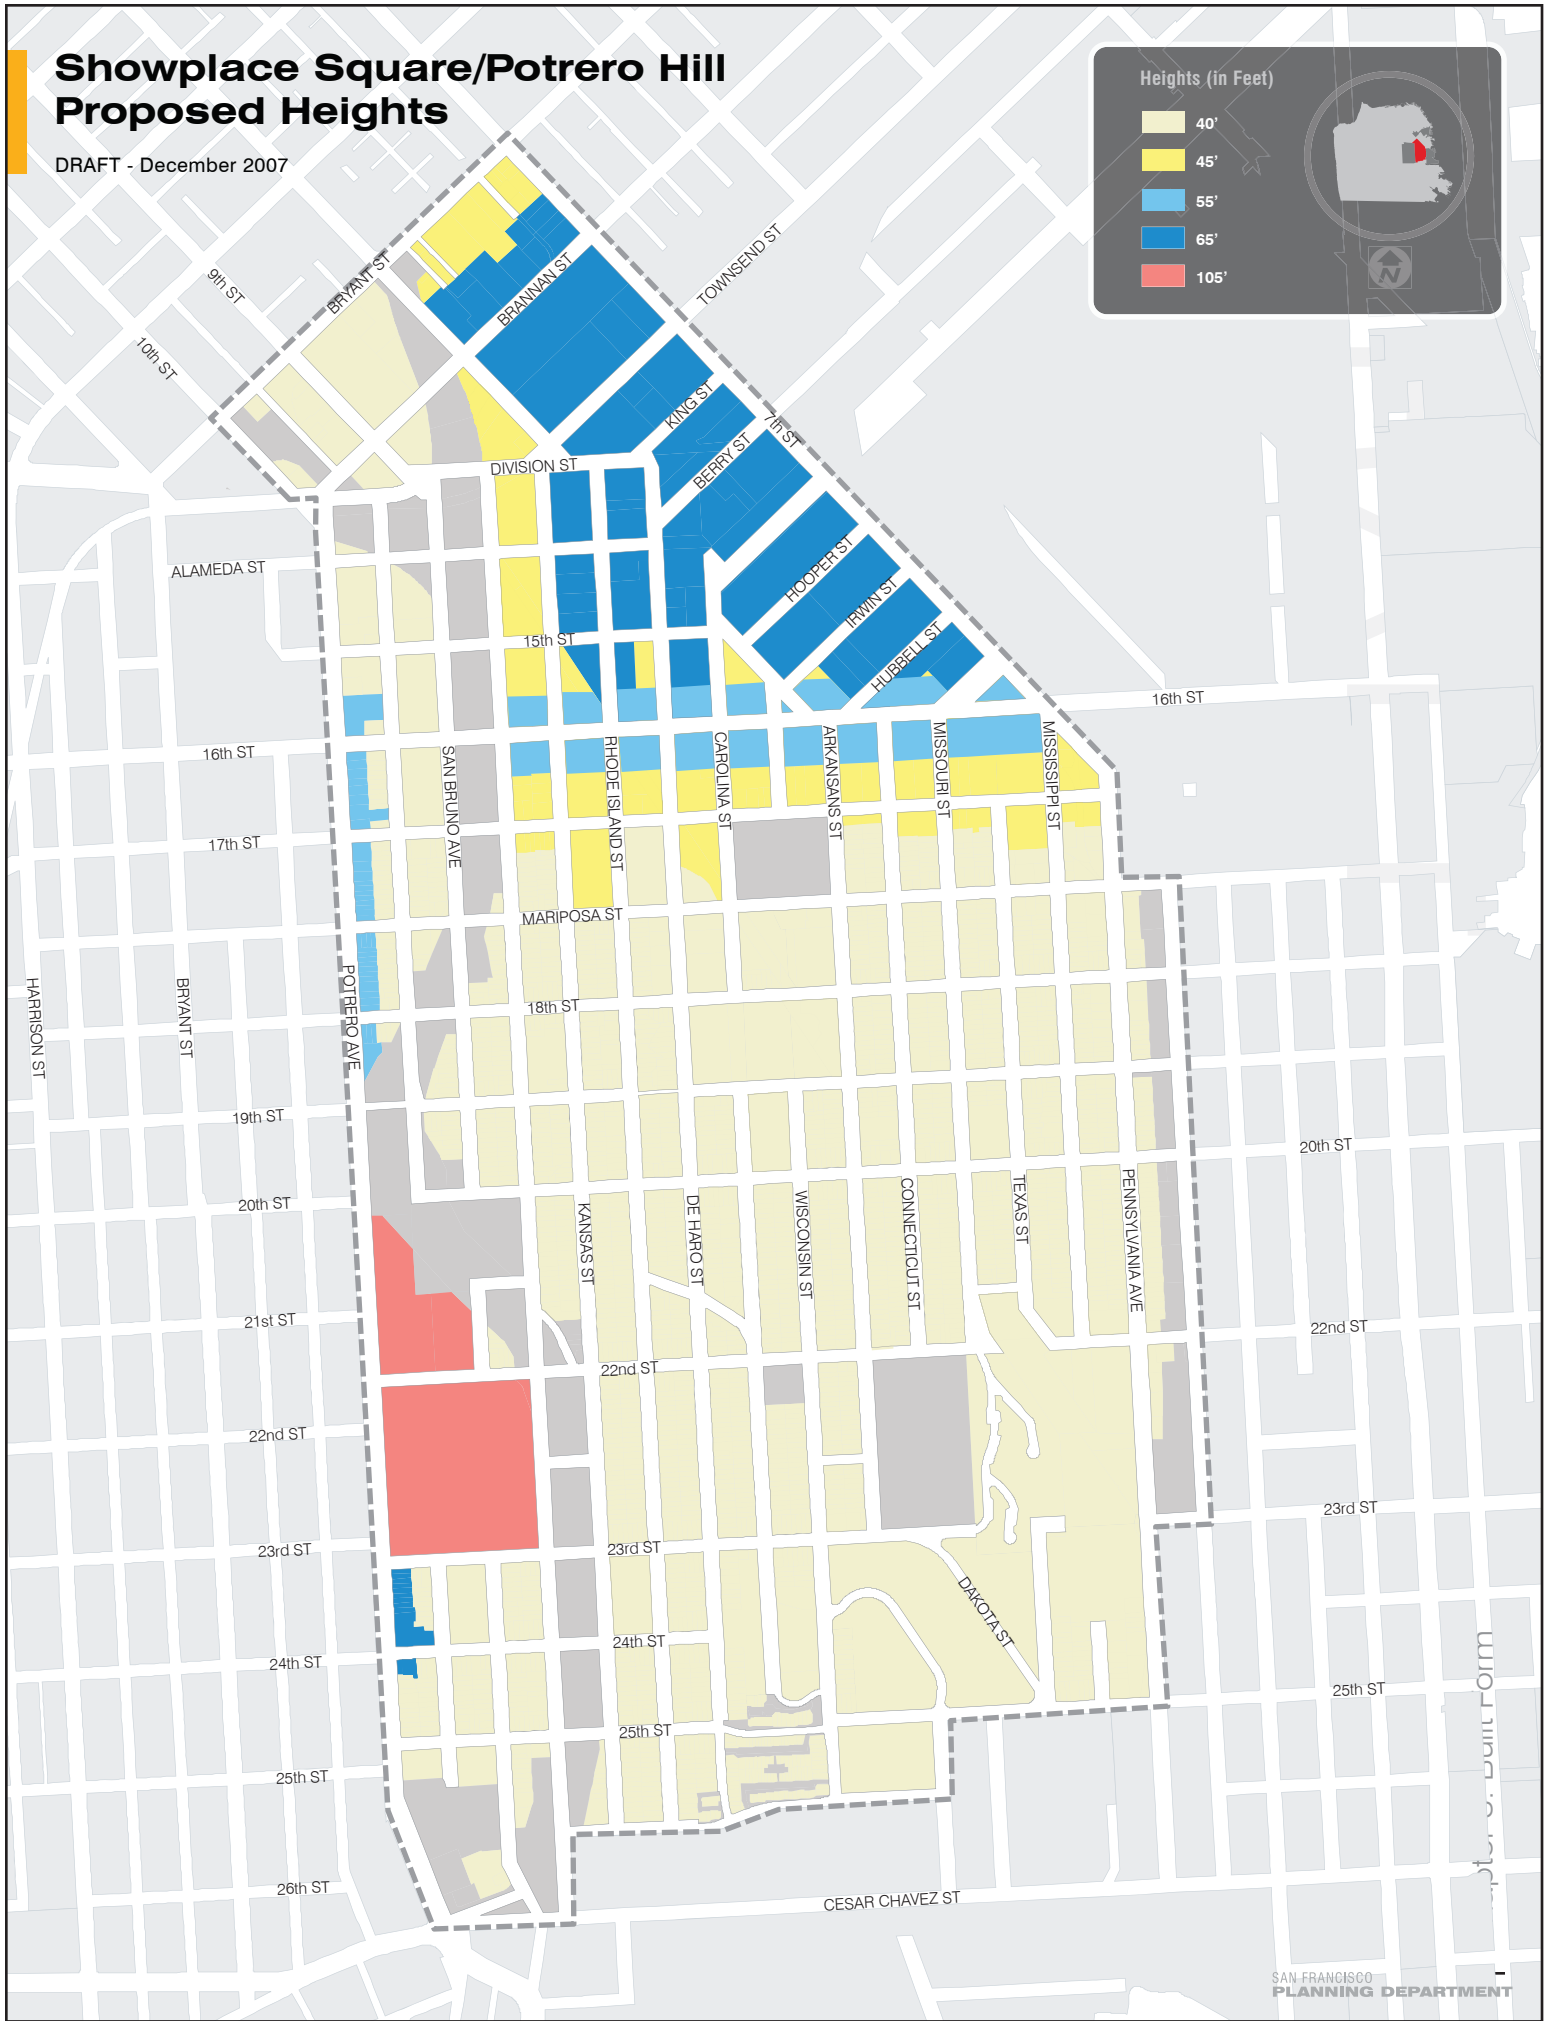 Showplace Square/Potrero Hill
Proposed Heights
DRAFT - December 2007
Heights (in Feet)
40'
45'
55'
65'
105'
N
9th ST
10th ST
BRYANT ST
BRANNAN ST
TOWNSEND ST
KING ST
7th ST
BERRY ST
DIVISION ST
HOOPER ST
IRWIN ST
HUBBELL ST
ALAMEDA ST
15th ST
16th ST
16th ST
17th ST
SAN BRUNO AVE
RHODE ISLAND ST
CAROLINA ST
ARKANSANS ST
MISSOURI ST
MISSISSIPPI ST
MARIPOSA ST
HARRISON ST
BRYANT ST
POTRERO AVE
18th ST
19th ST
20th ST
20th ST
KANSAS ST
DE HARO ST
WISCONSIN ST
CONNECTICUT ST
TEXAS ST
PENNSYLVANIA AVE
21st ST
22nd ST
22nd ST
22nd ST
23rd ST
23rd ST
23rd ST
DAKOTA ST
24th ST
24th ST
25th ST
25th ST
25th ST
26th ST
CESAR CHAVEZ ST
Built Form
SAN FRANCISCO
PLANNING DEPARTMENT